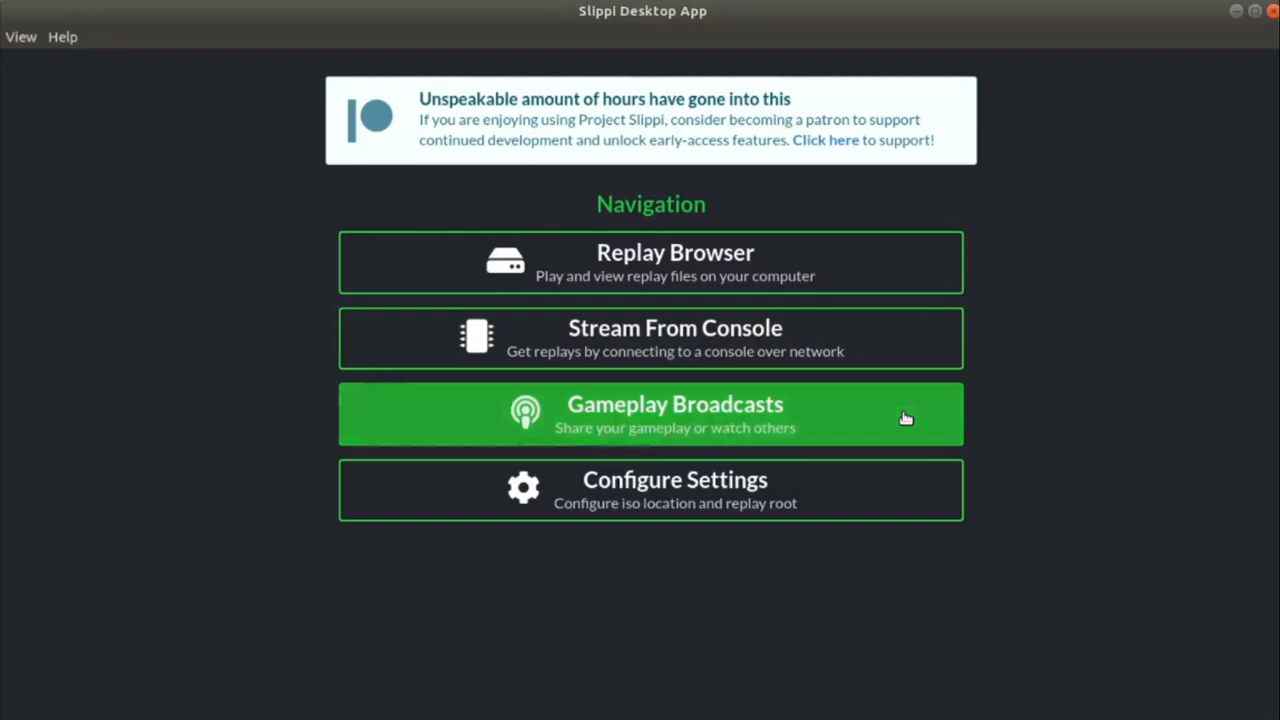 Slippi Desktop App
View Help
Unspeakable amount of hours have gone into this
If you are enjoying using Project Slippi, consider becoming a patron to support
continued development and unlock early-access features. Click here to support!
Navigation
Replay Browser
Play and view replay files on your computer
Stream From Console
Get replays by connecting to a console over network
Gameplay Broadcasts
Share your gameplay or watch others
Configure Settings
Configure iso location and replay root